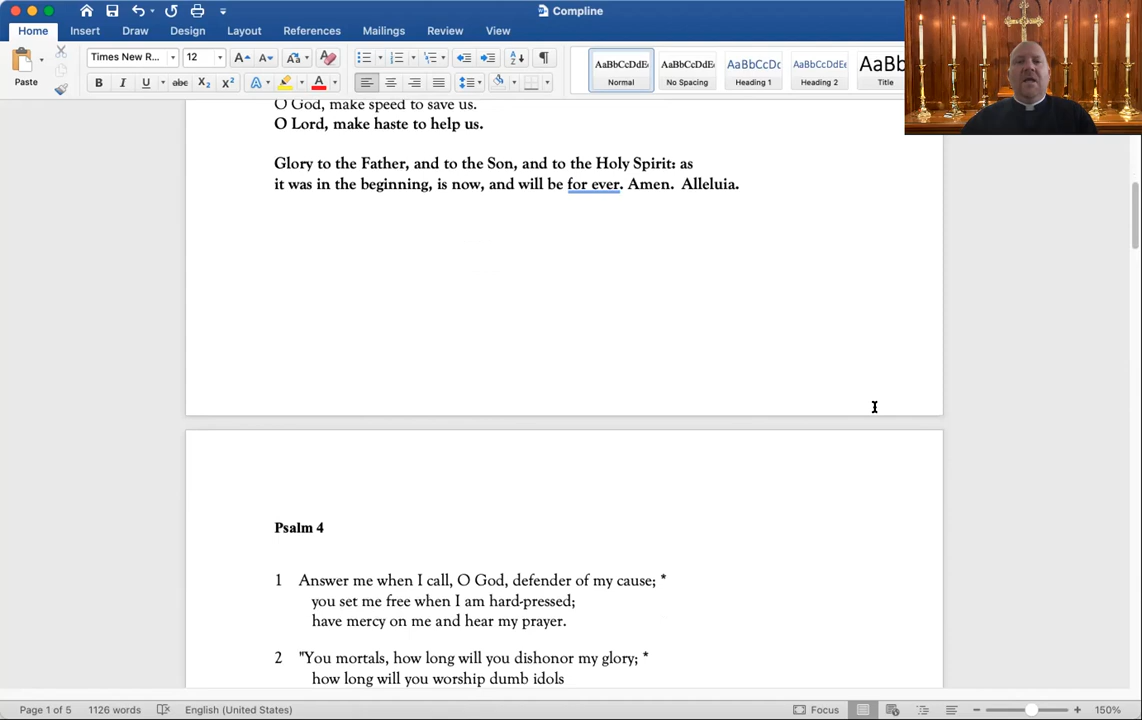 Compline
Home Insert Draw Design Layout References Mailings Review View
Paste
Times New R... 12
AaBbCcDdE AaBbCcDdE AaBbCcDc AaBbCcDdEe AaBb
Normal No Spacing Heading 1 Heading 2 Title
O God, make speed to save us.
O Lord, make haste to help us.
Glory to the Father, and to the Son, and to the Holy Spirit: as
it was in the beginning, is now, and will be for ever. Amen. Alleluia.
Psalm 4
1 Answer me when I call, O God, defender of my cause; *
you set me free when I am hard-pressed;
have mercy on me and hear my prayer.
2 "You mortals, how long will you dishonor my glory; *
how long will you worship dumb idols
Page 1 of 5 1126 words English (United States) Focus 150%